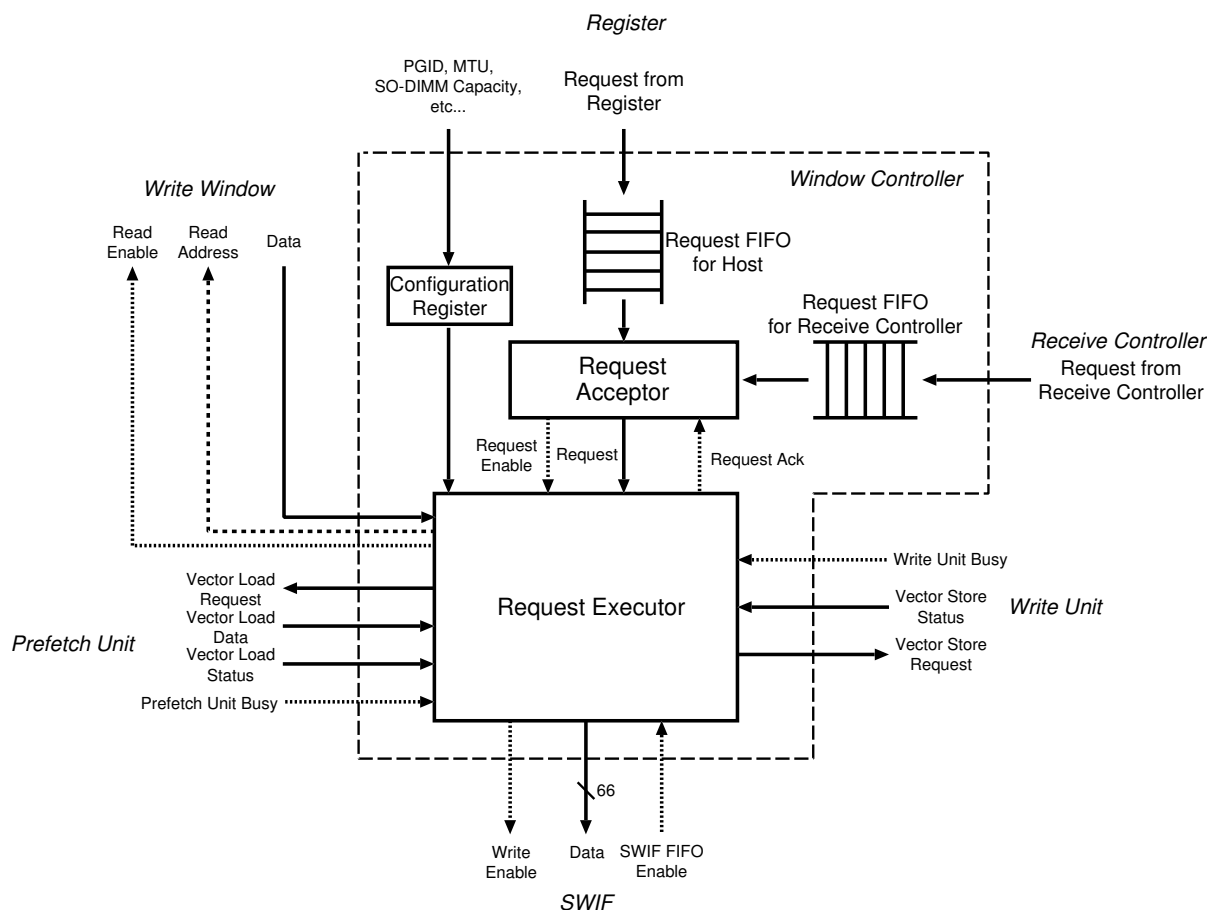 Register
PGID, MTU,
SO-DIMM Capacity,
etc...
Request from
Register
Window Controller
Write Window
Read
Enable
Read
Address
Data
Configuration
Register
Request FIFO
for Host
Request FIFO
for Receive Controller
Receive Controller
Request from
Receive Controller
Request
Acceptor
Request
Enable
Request
Request Ack
Request Executor
Vector Load
Request
Vector Load
Data
Vector Load
Status
Prefetch Unit Busy
Prefetch Unit
Write Unit Busy
Vector Store
Status
Vector Store
Request
Write Unit
66
Write
Enable
Data
SWIF FIFO
Enable
SWIF